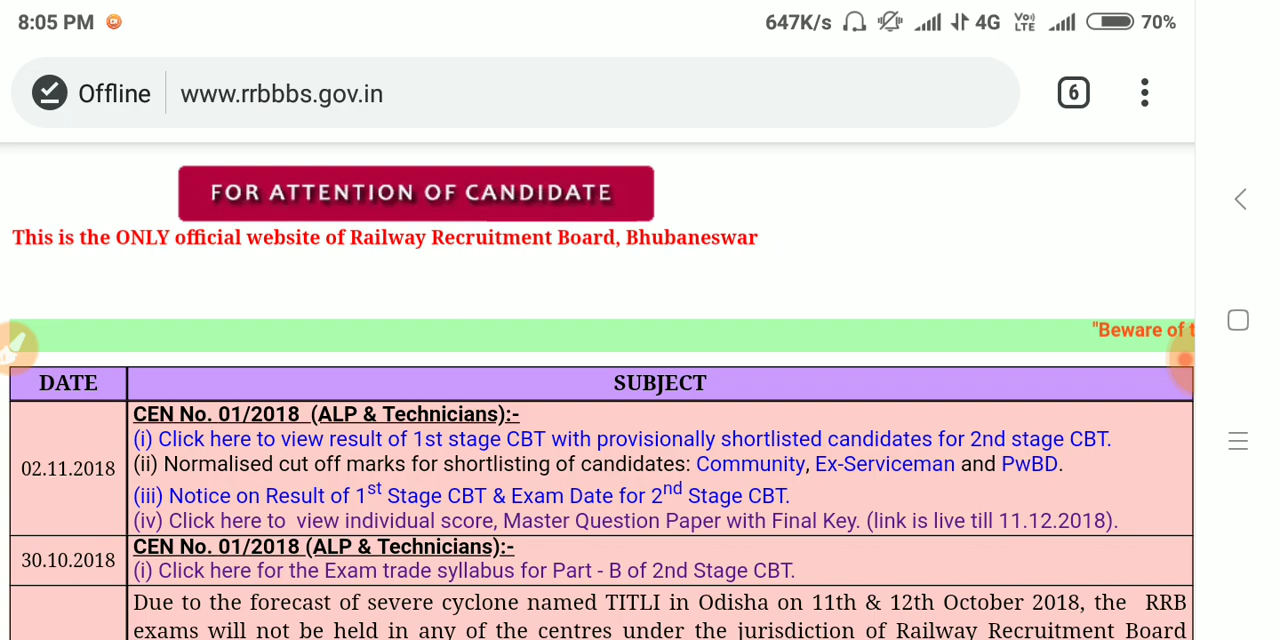 8:05 PM 647K/s 4G Vo) LTE 70%
Offline www.rrbbbs.gov.in 6
FOR ATTENTION OF CANDIDATE
This is the ONLY official website of Railway Recruitment Board, Bhubaneswar
"Beware of t
DATE SUBJECT
CEN No. 01/2018 (ALP & Technicians):-
(i) Click here to view result of 1st stage CBT with provisionally shortlisted candidates for 2nd stage CBT.
02.11.2018 (ii) Normalised cut off marks for shortlisting of candidates: Community, Ex-Serviceman and PwBD.
(iii) Notice on Result of 1st Stage CBT & Exam Date for 2nd Stage CBT.
(iv) Click here to view individual score, Master Question Paper with Final Key. (link is live till 11.12.2018).
CEN No. 01/2018 (ALP & Technicians):-
30.10.2018 (i) Click here for the Exam trade syllabus for Part - B of 2nd Stage CBT.
Due to the forecast of severe cyclone named TITLI in Odisha on 11th & 12th October 2018, the RRB
exams will not be held in any of the centres under the jurisdiction of Railway Recruitment Board